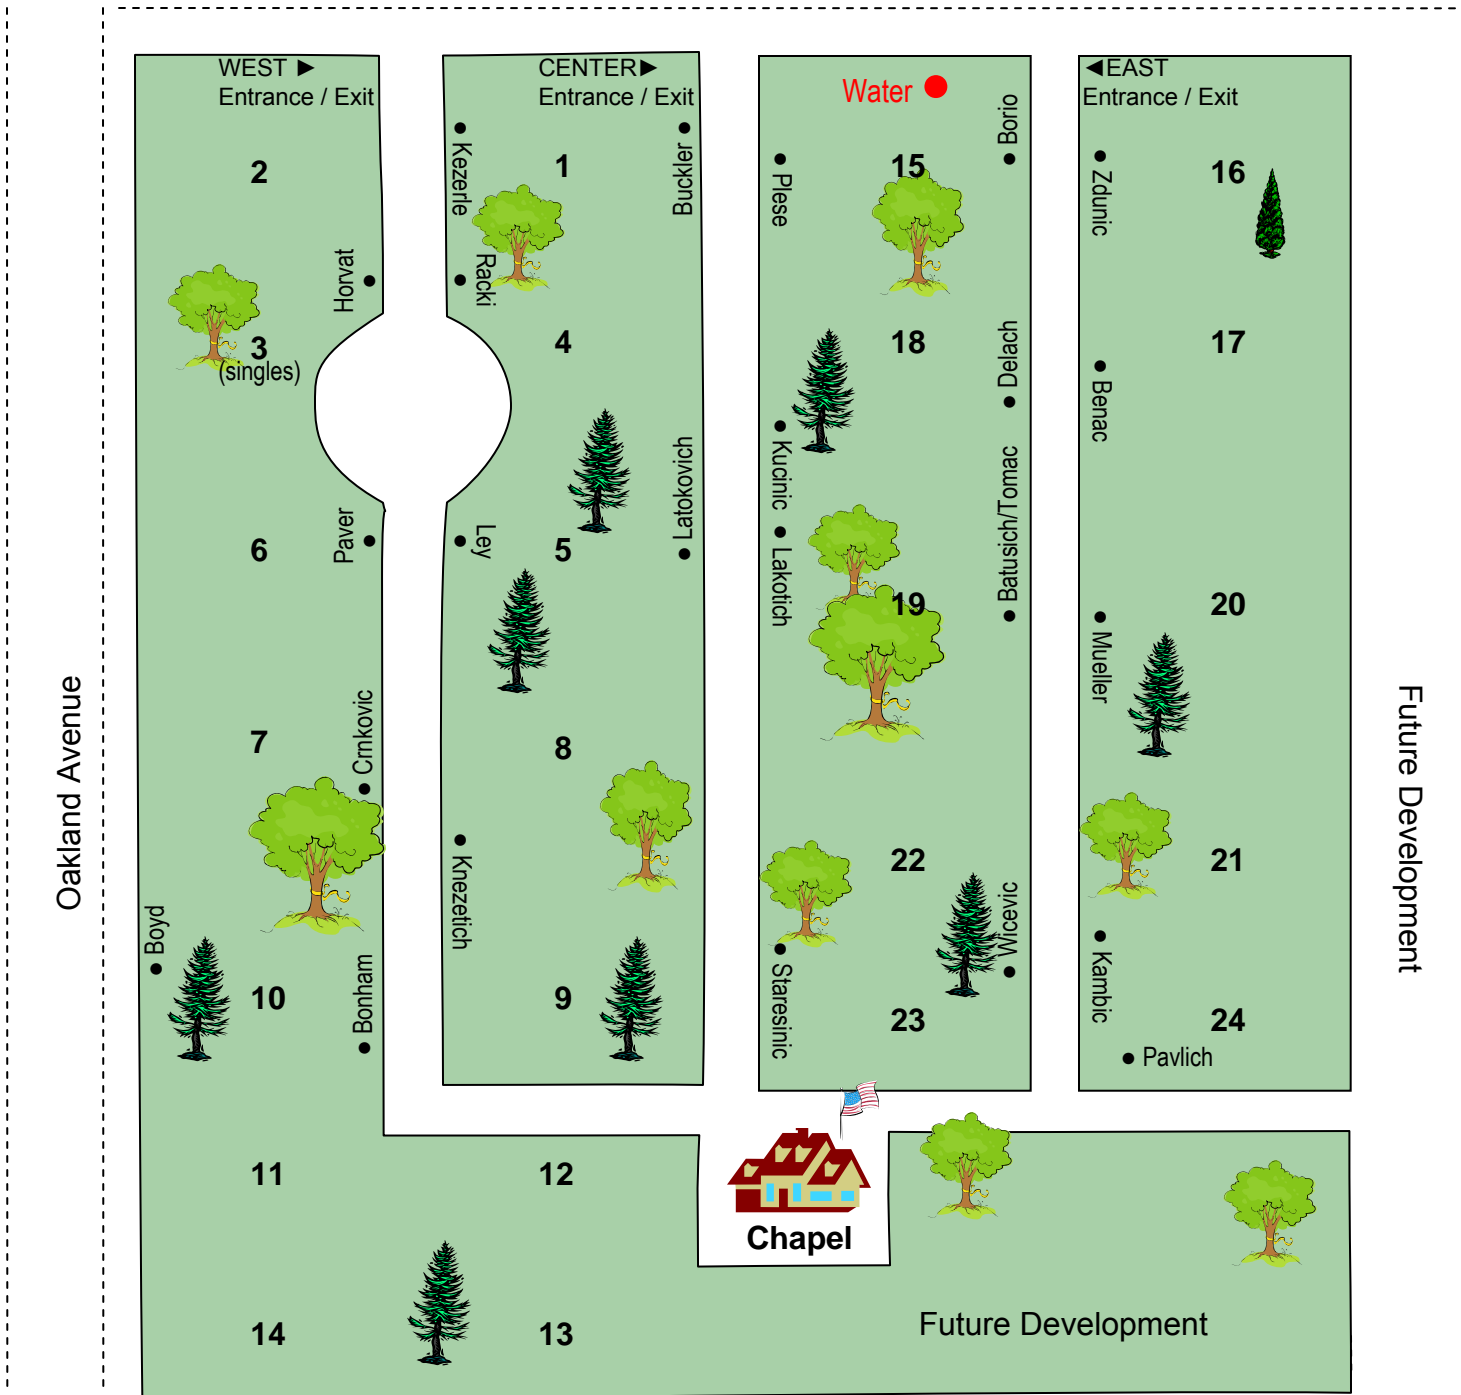 WEST ►
Entrance / Exit
CENTER►
Entrance / Exit
Water
◄EAST
Entrance / Exit
2
Kezerle
1
Buckler
Plese
15
Borio
Zdunic
16
Horvat
Racki
3
(singles)
4
18
Delach
17
Benac
Kucinic
Latokovich
Batusich/Tomac
6
Paver
Ley
5
Lakotich
19
20
Mueller
Oakland Avenue
7
Crnkovic
8
Future Development
22
21
Knezetich
Boyd
Wicevic
10
Bonham
9
Staresinic
23
Kambic
24
Pavlich
11
12
Chapel
14
13
Future Development